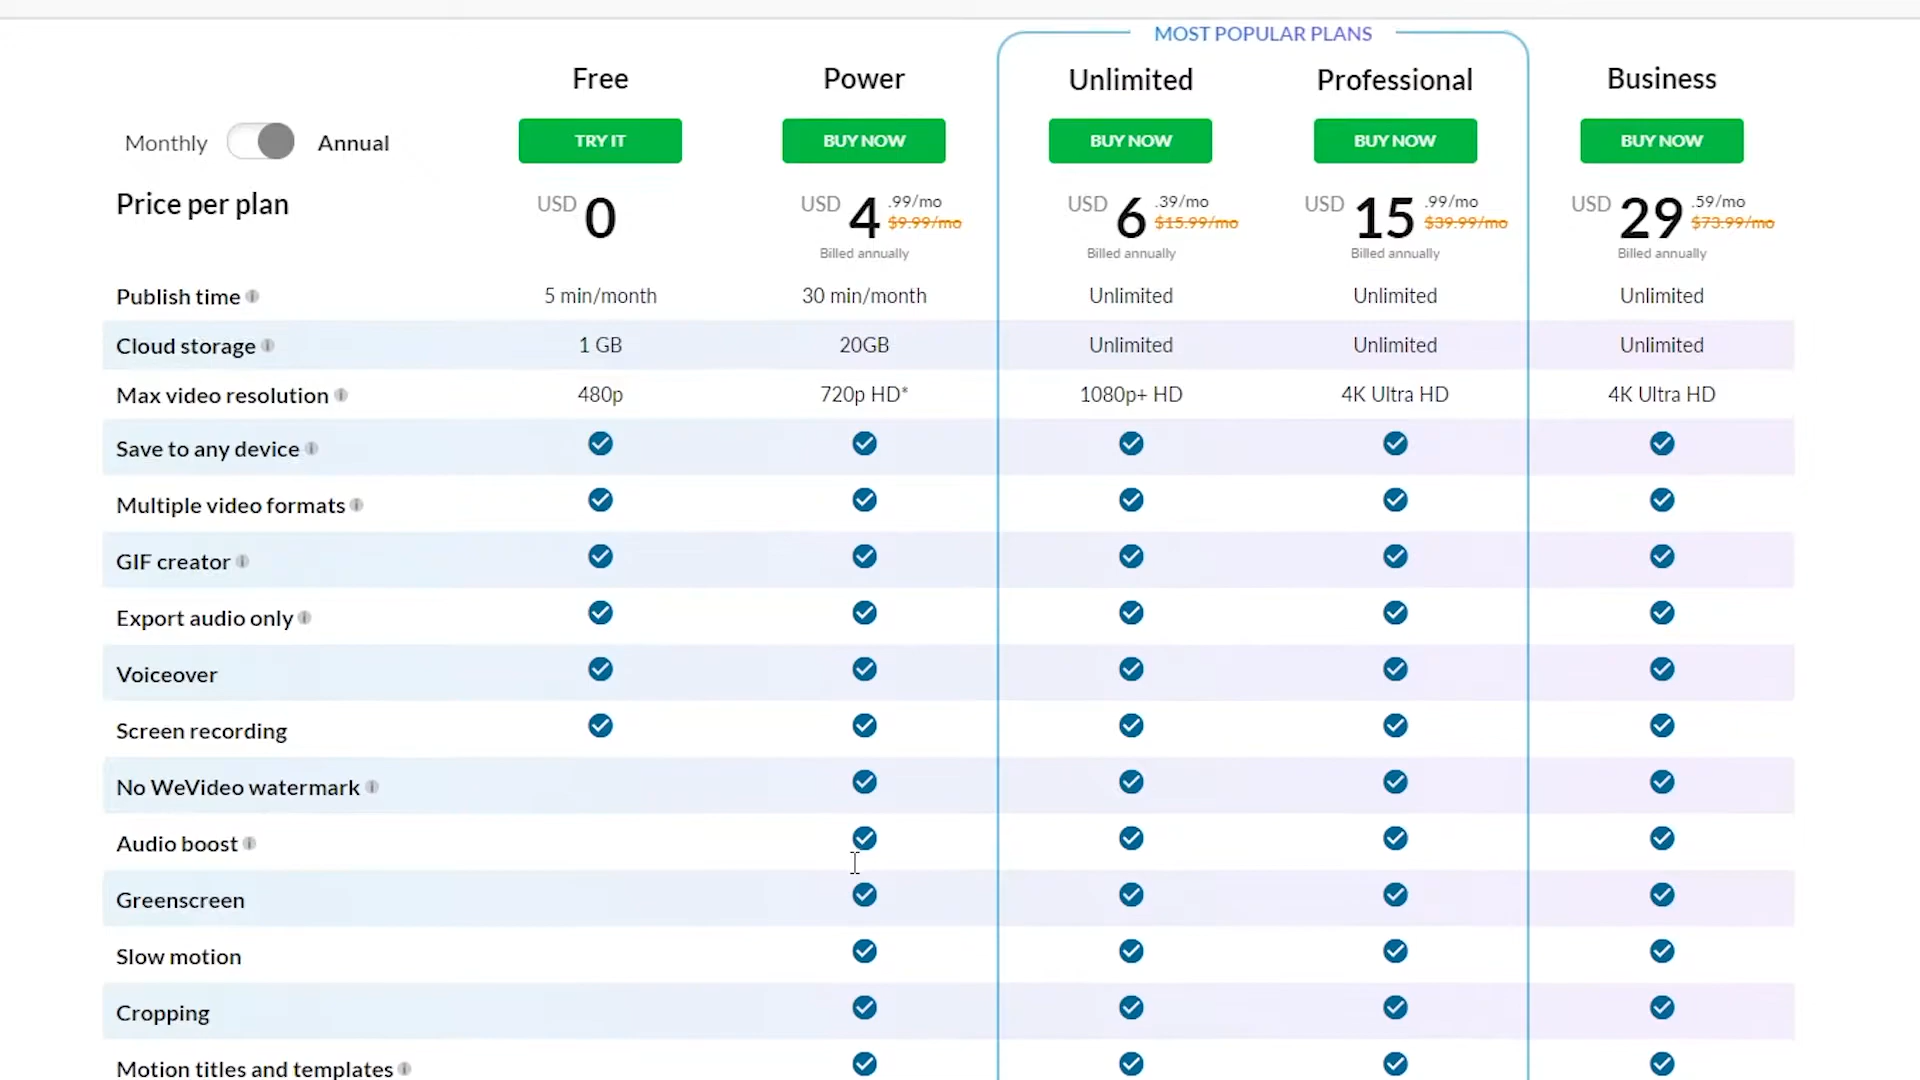 MOST POPULAR PLANS
Free Power Unlimited Professional Business
Monthly Annual TRY IT BUY NOW BUY NOW BUY NOW BUY NOW
Price per plan USD 0 USD 4 .99/mo $9.99/mo USD 6 .39/mo $15.99/mo USD 15 .99/mo $39.99/mo USD 29 .59/mo $73.99/mo
Billed annually Billed annually Billed annually Billed annually
Publish time 5 min/month 30 min/month Unlimited Unlimited Unlimited
Cloud storage 1 GB 20GB Unlimited Unlimited Unlimited
Max video resolution 480p 720p HD* 1080p+ HD 4K Ultra HD 4K Ultra HD
Save to any device
Multiple video formats
GIF creator
Export audio only
Voiceover
Screen recording
No WeVideo watermark
Audio boost
Greenscreen
Slow motion
Cropping
Motion titles and templates